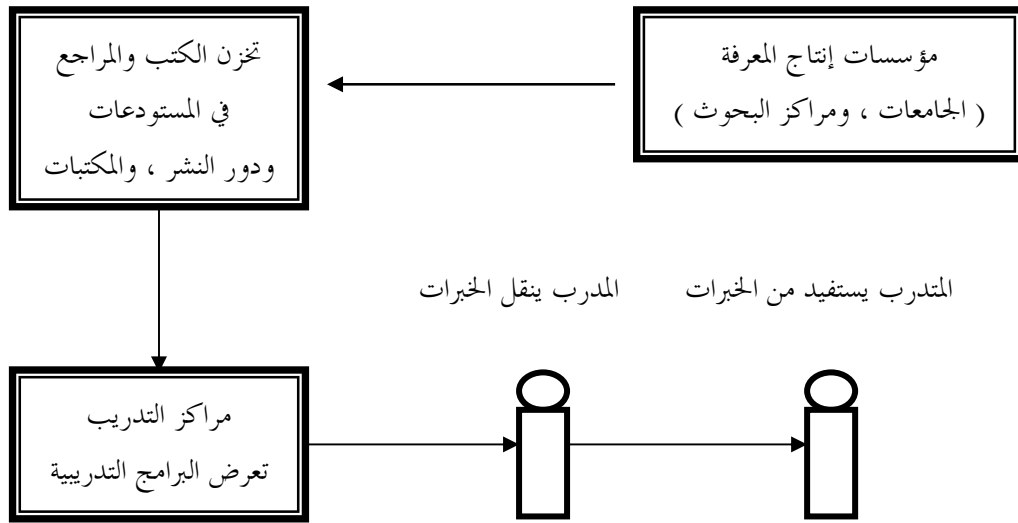 مؤسسات إنتاج المعرفة
( الجامعات ، ومراكز البحوث )
تخزن الكتب والمراجع
في المستودعات
ودور النشر ، والمكتبات
المتدرب يستفيد من الخبرات
المدرب ينقل الخبرات
مراكز التدريب
تعرض البرامج التدريبية